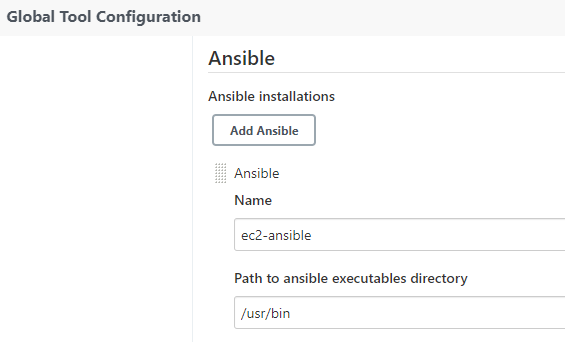 Global Tool Configuration
Ansible
Ansible installations
Add Ansible
Ansible
Name
ec2-ansible
Path to ansible executables directory
/usr/bin